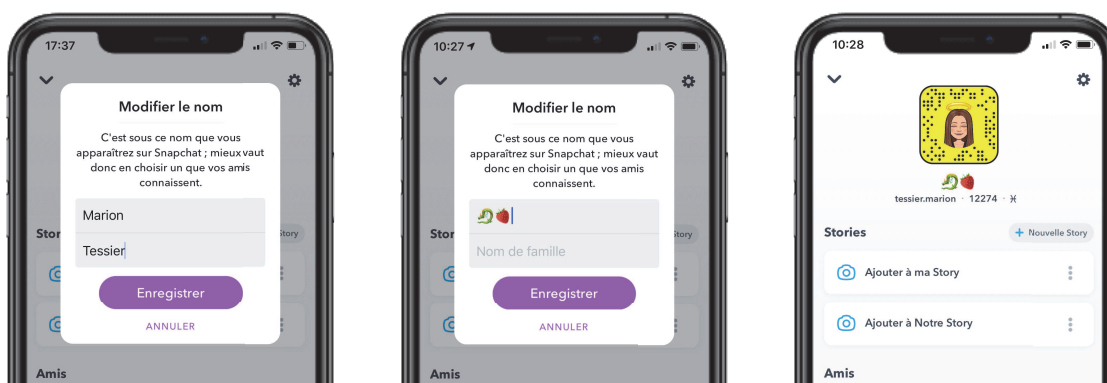 17:37
Modifier le nom
C'est sous ce nom que vous
apparaîtrez sur Snapchat ; mieux vaut
donc en choisir un que vos amis
connaissent.
Marion
Tessier
Stor
Story
Enregistrer
ANNULER
Amis
10:27
Modifier le nom
C'est sous ce nom que vous
apparaîtrez sur Snapchat ; mieux vaut
donc en choisir un que vos amis
connaissent.
🐉🍓
Nom de famille
Stor
Story
Enregistrer
ANNULER
Amis
10:28
🐉🍓
tessier.marion · 12274 · ♓
Stories
+ Nouvelle Story
Ajouter à ma Story
Ajouter à Notre Story
Amis